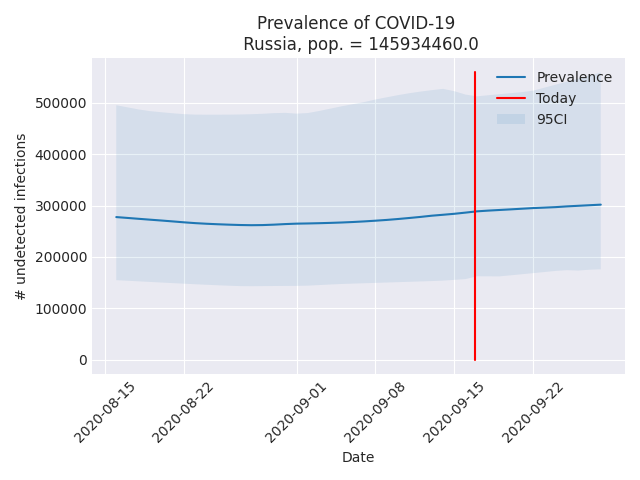 Prevalence of COVID-19
Russia, pop. = 145934460.0
# undetected infections
500000
400000
300000
200000
100000
0
Prevalence
Today
95CI
2020-08-15
2020-08-22
2020-09-01
2020-09-08
2020-09-15
2020-09-22
Date